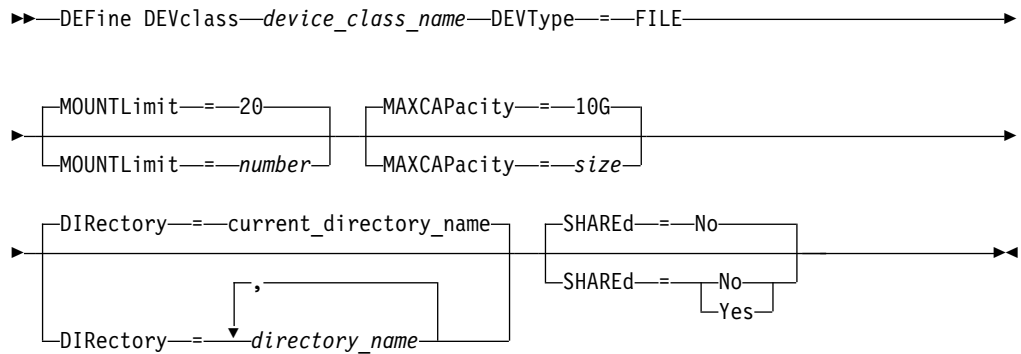 DEFine DEVclass device_class_name DEVType = FILE
MOUNTLimit = 20 MAXCAPacity = 10G
MOUNTLimit = number MAXCAPacity = size
DIRectory = current_directory_name SHAREd = No
SHAREd = No
Yes
,
DIRectory = directory_name